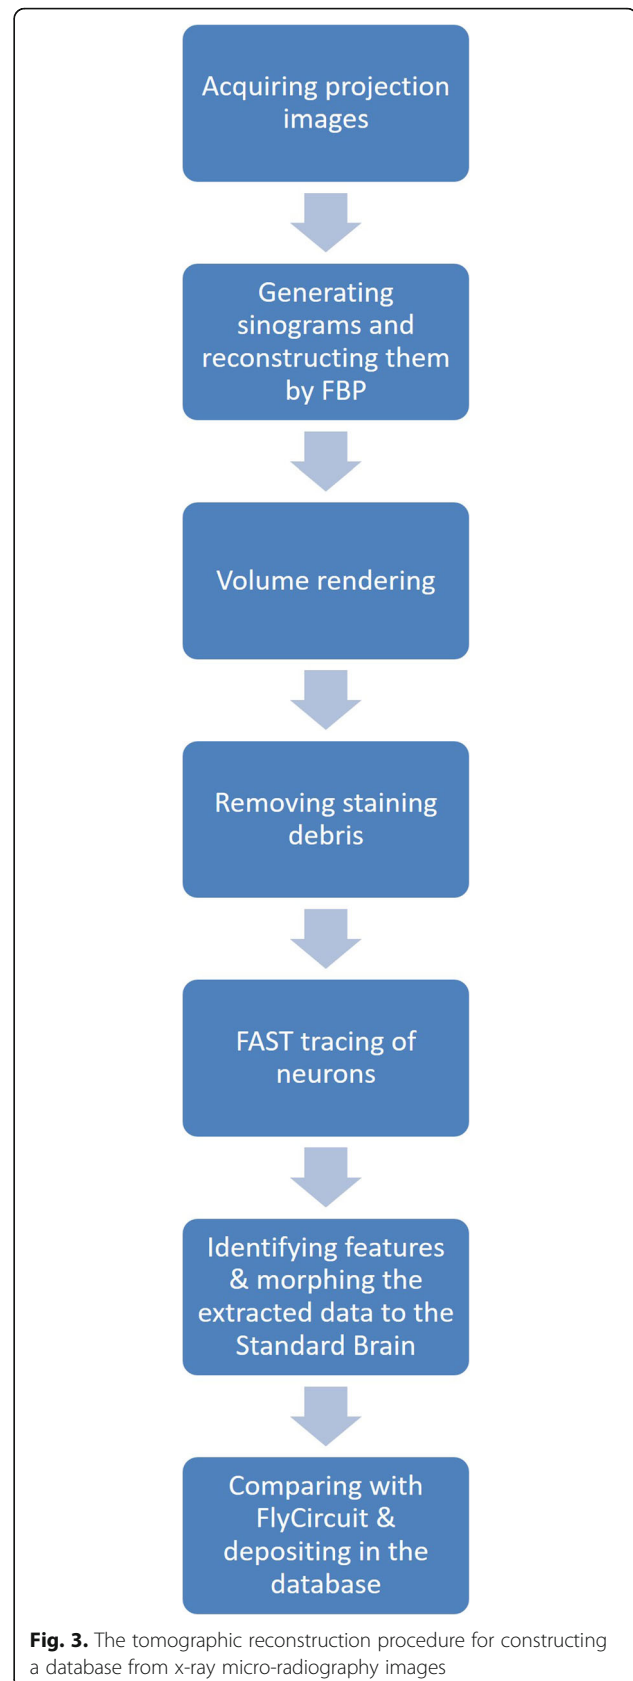 Acquiring projection
images
Generating
sinograms and
reconstructing them
by FBP
Volume rendering
Removing staining
debris
FAST tracing of
neurons
Identifying features
& morphing the
extracted data to the
Standard Brain
Comparing with
FlyCircuit &
depositing in the
database
Fig. 3. The tomographic reconstruction procedure for constructing
a database from x-ray micro-radiography images